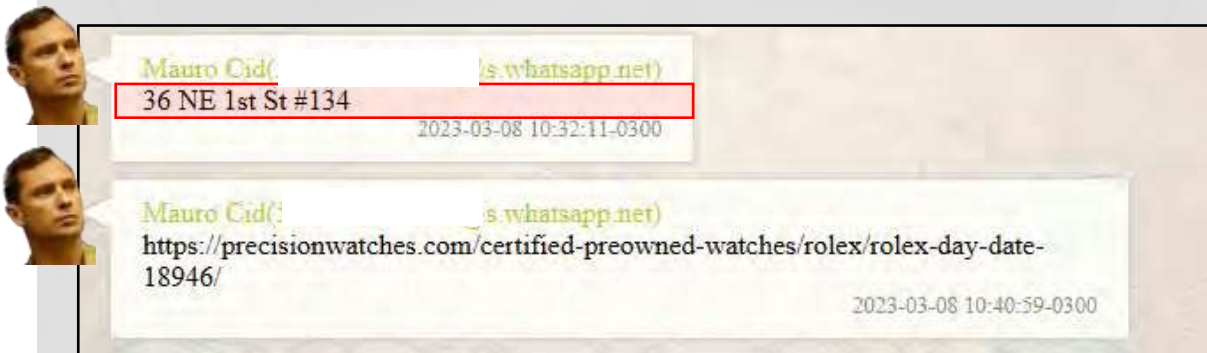 Mauro Cid( s.whatsapp.net)
36 NE 1st St #134
2023-03-08 10:32:11-0300
Mauro Cid( s.whatsapp.net)
https://precisionwatches.com/certified-preowned-watches/rolex/rolex-day-date-
18946/
2023-03-08 10:40:59-0300